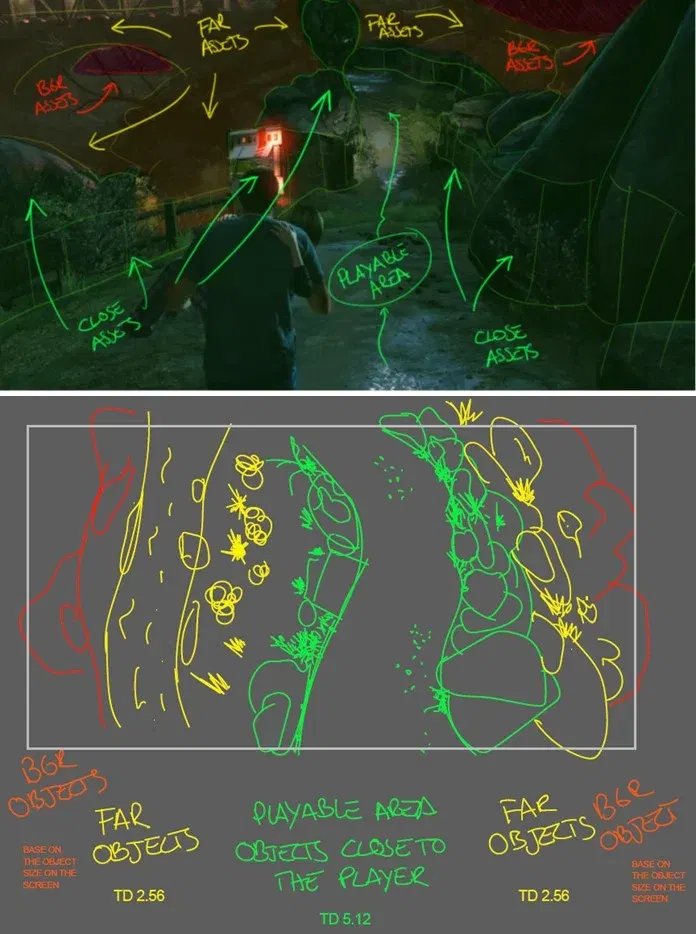 FAR
ASSETS
FAR
ASSETS
BGR
ASSETS
BGR
ASSETS
PLAYABLE
AREA
CLOSE
ASSETS
CLOSE
ASSETS
BGR
OBJECTS
FAR
OBJECTS
PLAYABLE AREA
OBJECTS CLOSE TO
THE PLAYER
FAR
OBJECTS
BGR
OBJECT
BASE ON
THE OBJECT
SIZE ON THE
SCREEN
TD 2.56
TD 5.12
TD 2.56
BASE ON
THE OBJECT
SIZE ON THE
SCREEN